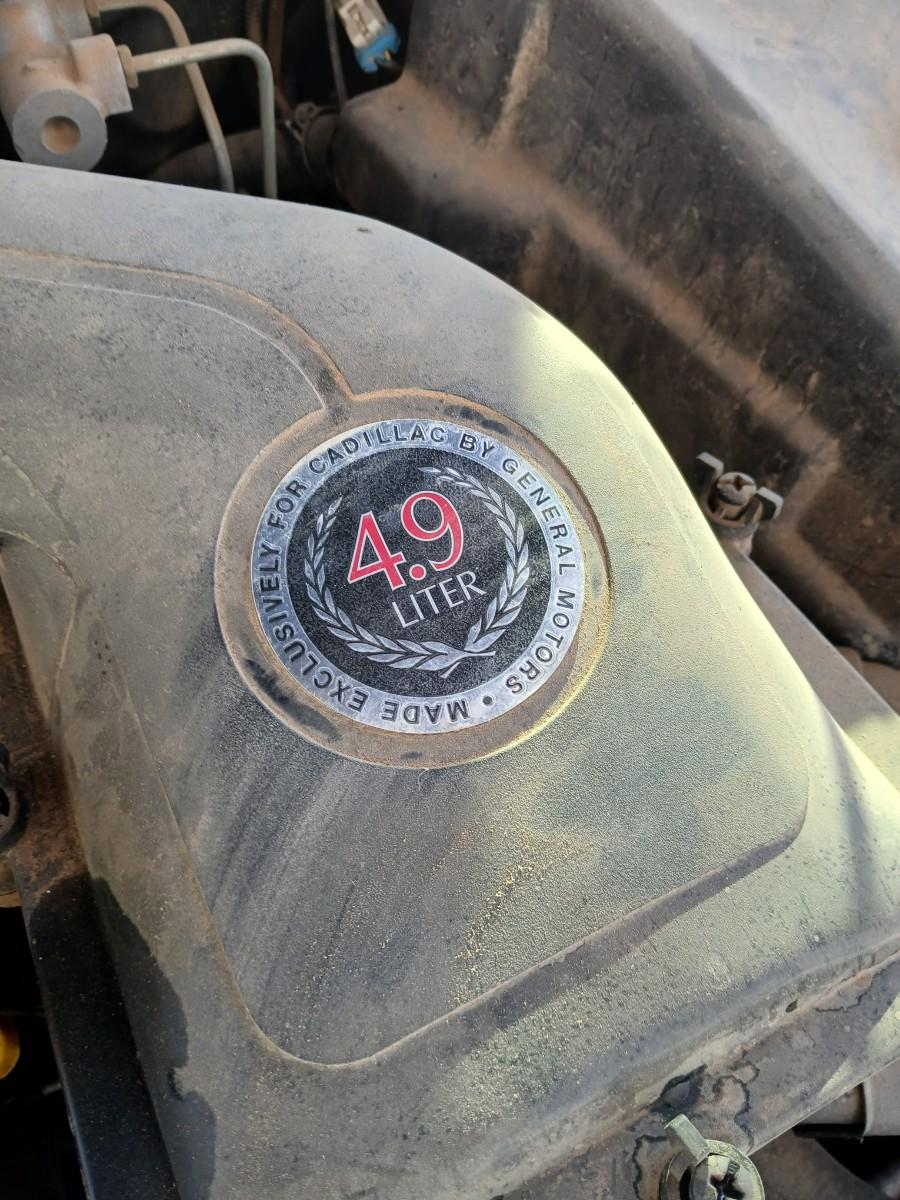 MADE EXCLUSIVELY FOR CADILLAC BY GENERAL MOTORS •
4.9
LITER